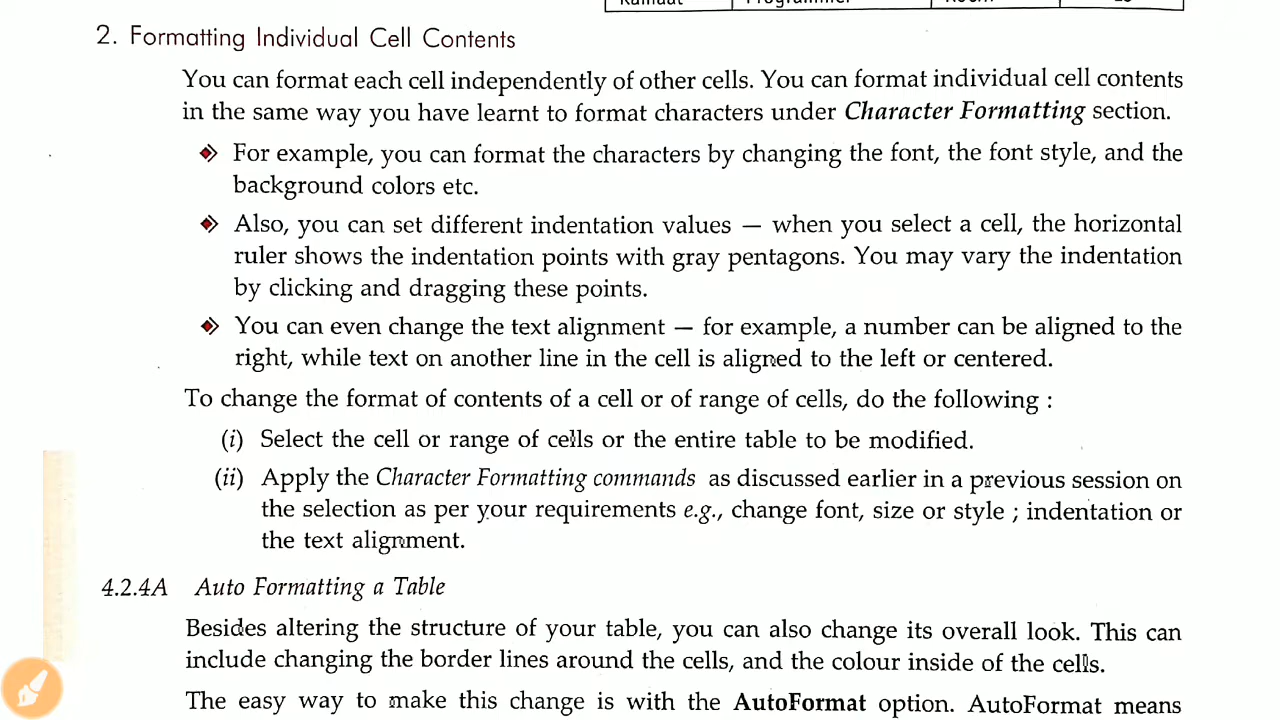 2. Formatting Individual Cell Contents
You can format each cell independently of other cells. You can format individual cell contents
in the same way you have learnt to format characters under Character Formatting section.
For example, you can format the characters by changing the font, the font style, and the
background colors etc.
Also, you can set different indentation values — when you select a cell, the horizontal
ruler shows the indentation points with gray pentagons. You may vary the indentation
by clicking and dragging these points.
You can even change the text alignment — for example, a number can be aligned to the
right, while text on another line in the cell is aligned to the left or centered.
To change the format of contents of a cell or of range of cells, do the following :
(i) Select the cell or range of cells or the entire table to be modified.
(ii) Apply the Character Formatting commands as discussed earlier in a previous session on
the selection as per your requirements e.g., change font, size or style ; indentation or
the text alignment.
4.2.4A Auto Formatting a Table
Besides altering the structure of your table, you can also change its overall look. This can
include changing the border lines around the cells, and the colour inside of the cells.
The easy way to make this change is with the AutoFormat option. AutoFormat means